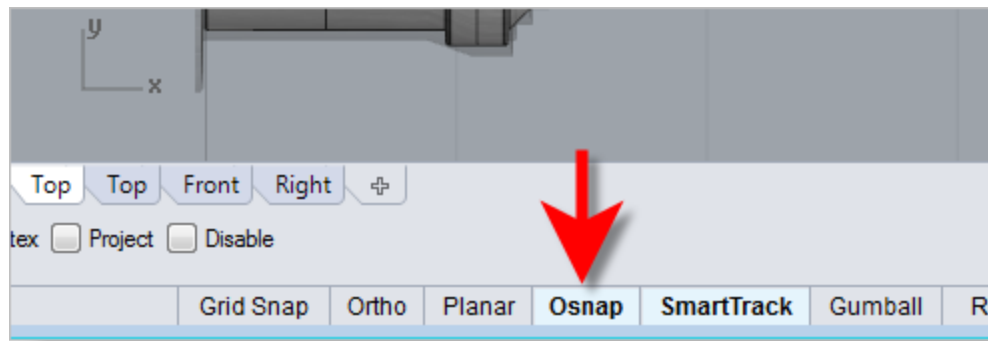 y
x
Top Top Front Right
tex Project Disable
Grid Snap Ortho Planar Osnap SmartTrack Gumball R